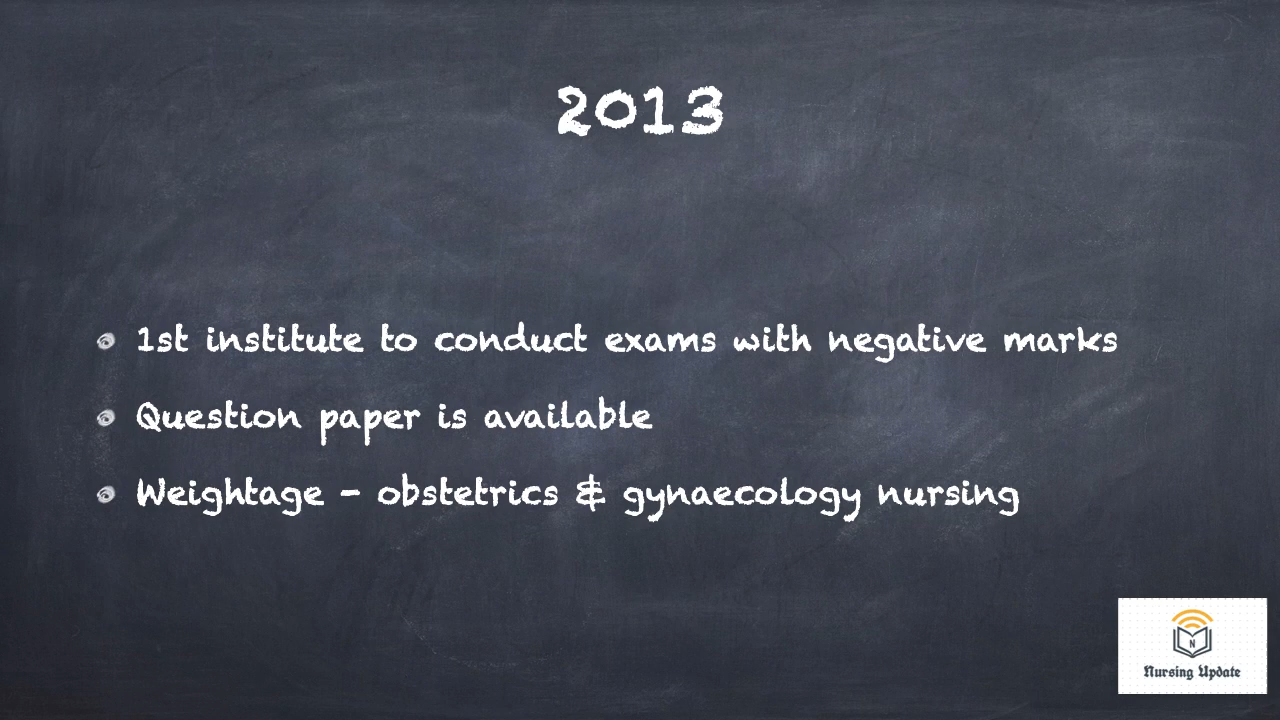 2013
1st institute to conduct exams with negative marks
Question paper is available
Weightage - obstetrics & gynaecology nursing
N
Nursing Update